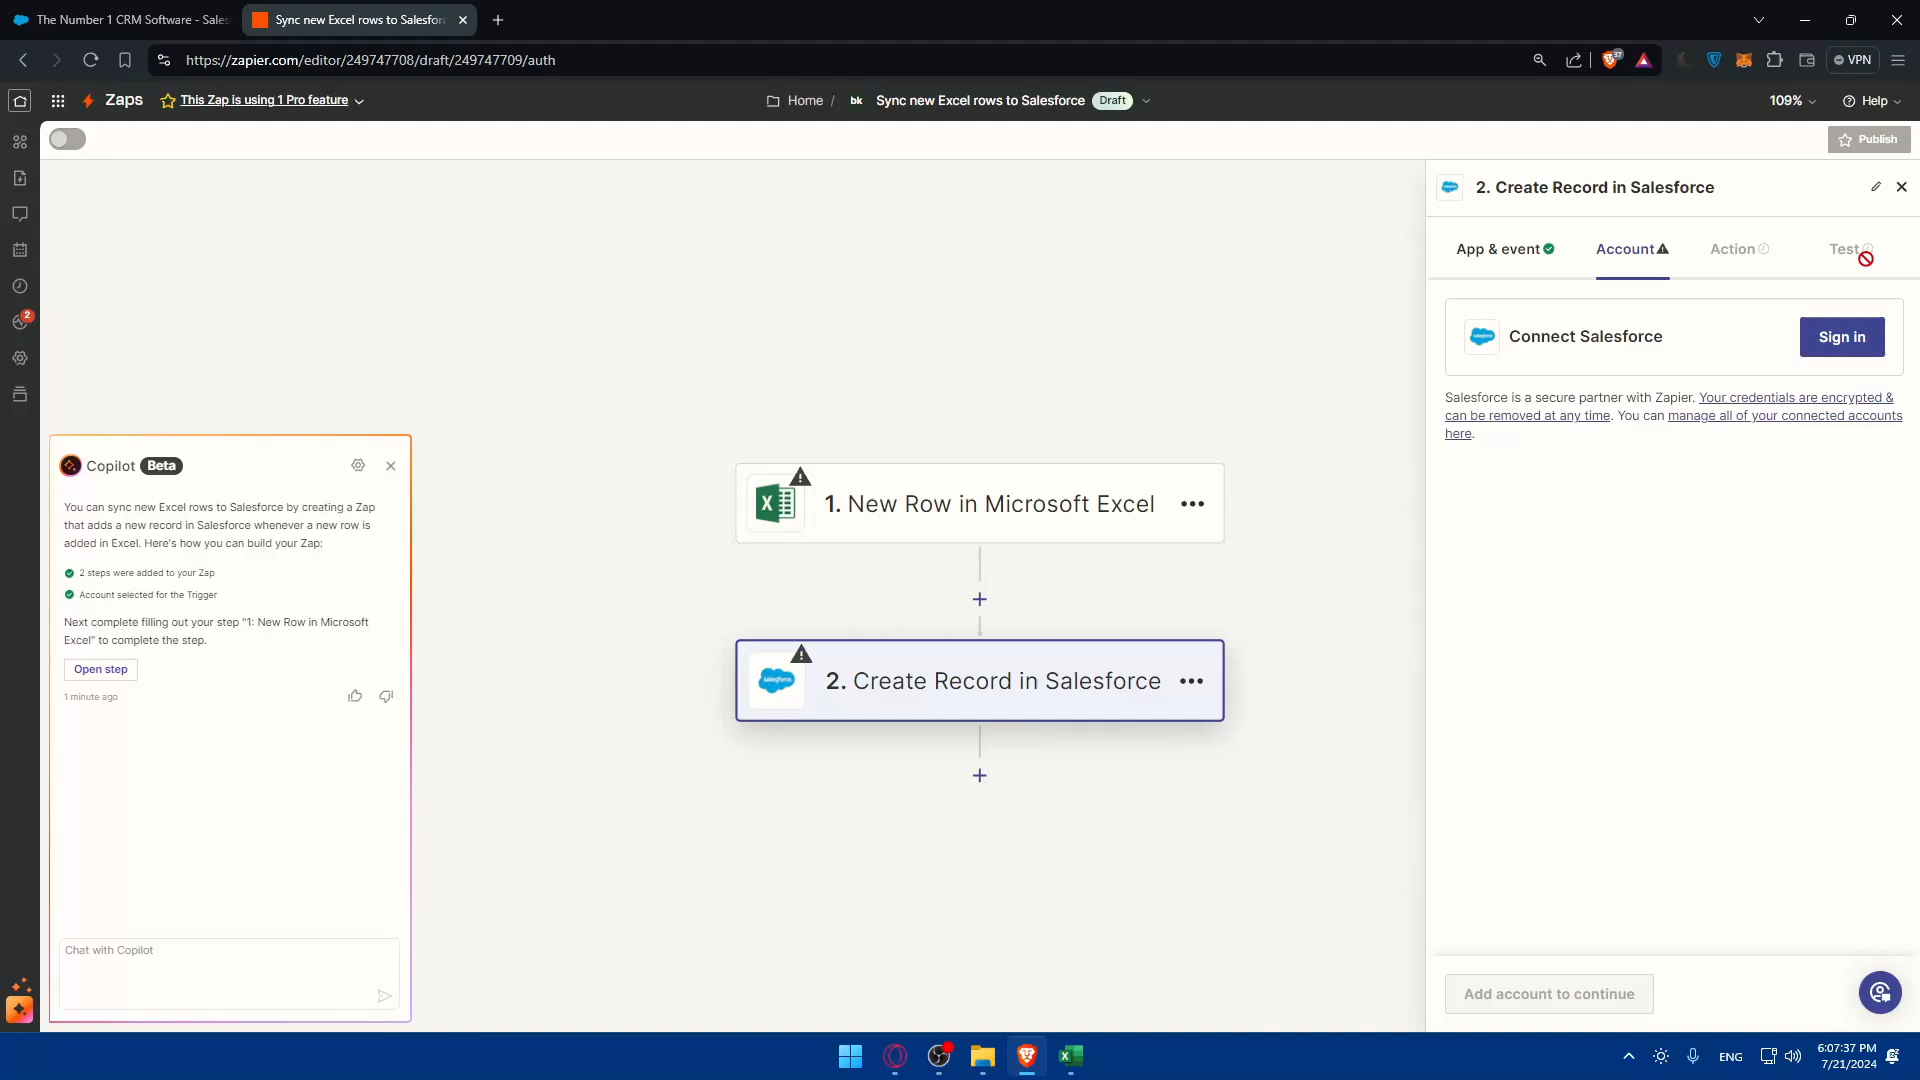 The Number 1 CRM Software - Sales
Sync new Excel rows to Salesfor
https://zapier.com/editor/249747708/draft/249747709/auth
37
VPN
Zaps
This Zap is using 1 Pro feature
Home /
bk
Sync new Excel rows to Salesforce
Draft
109%
Help
Publish
2
2. Create Record in Salesforce
App & event
Account
Action
Test
Connect Salesforce
Sign in
Salesforce is a secure partner with Zapier. Your credentials are encrypted &
can be removed at any time. You can manage all of your connected accounts
here.
Copilot Beta
You can sync new Excel rows to Salesforce by creating a Zap
that adds a new record in Salesforce whenever a new row is
added in Excel. Here's how you can build your Zap:
2 steps were added to your Zap
Account selected for the Trigger
Next complete filling out your step "1: New Row in Microsoft
Excel" to complete the step.
Open step
1 minute ago
Chat with Copilot
1. New Row in Microsoft Excel
salesforce
2. Create Record in Salesforce
Add account to continue
ENG
6:07:37 PM
7/21/2024